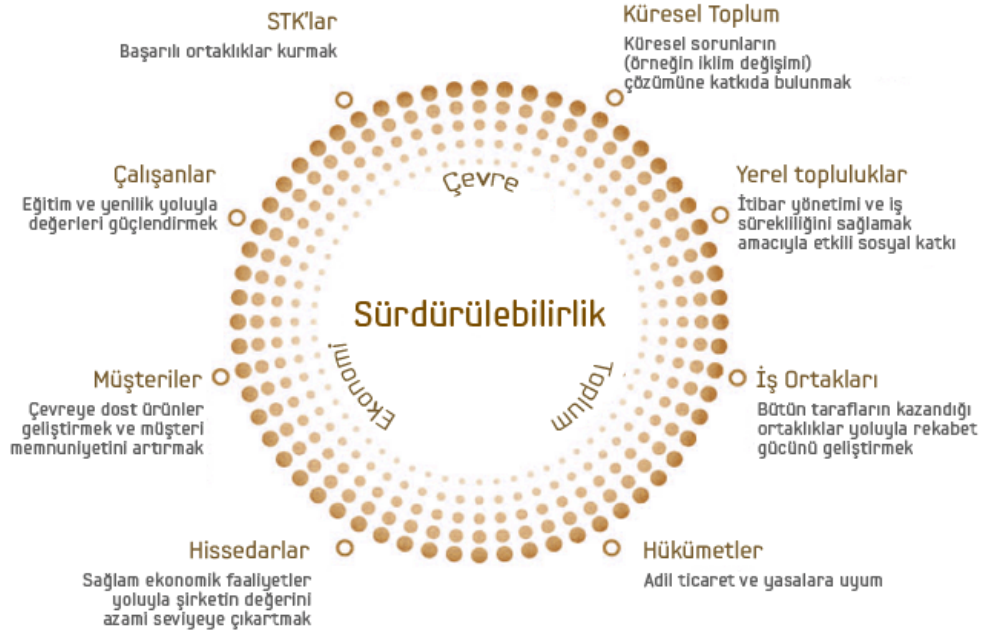 STK'lar
Başarılı ortaklıklar kurmak
Küresel Toplum
Küresel sorunların
(örneğin iklim değişimi)
çözümüne katkıda bulunmak
Çalışanlar
Eğitim ve yenilik yoluyla
değerleri güçlendirmek
Çevre
Yerel topluluklar
İtibar yönetimi ve iş
sürekliliğini sağlamak
amacıyla etkili sosyal katkı
Sürdürülebilirlik
Ekonomi
Toplum
Müşteriler
Çevreye dost ürünler
geliştirmek ve müşteri
memnuniyetini artırmak
İş Ortakları
Bütün tarafların kazandığı
ortaklıklar yoluyla rekabet
gücünü geliştirmek
Hissedarlar
Sağlam ekonomik faaliyetler
yoluyla şirketin değerini
azami seviyeye çıkartmak
Hükümetler
Adil ticaret ve yasalara uyum